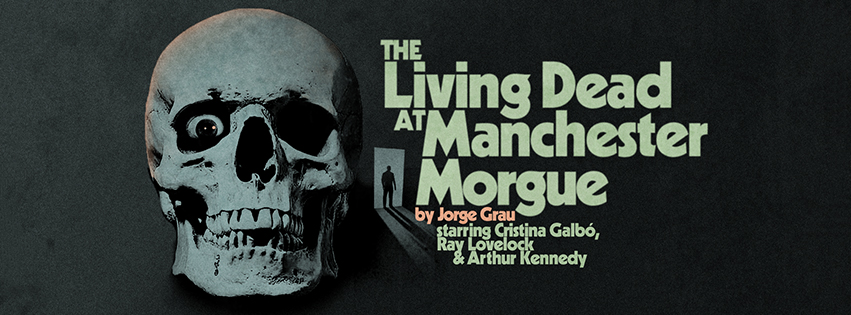 THE
Living Dead
AT Manchester
Morgue
by Jorge Grau
starring Cristina Galbó,
Ray Lovelock
& Arthur Kennedy